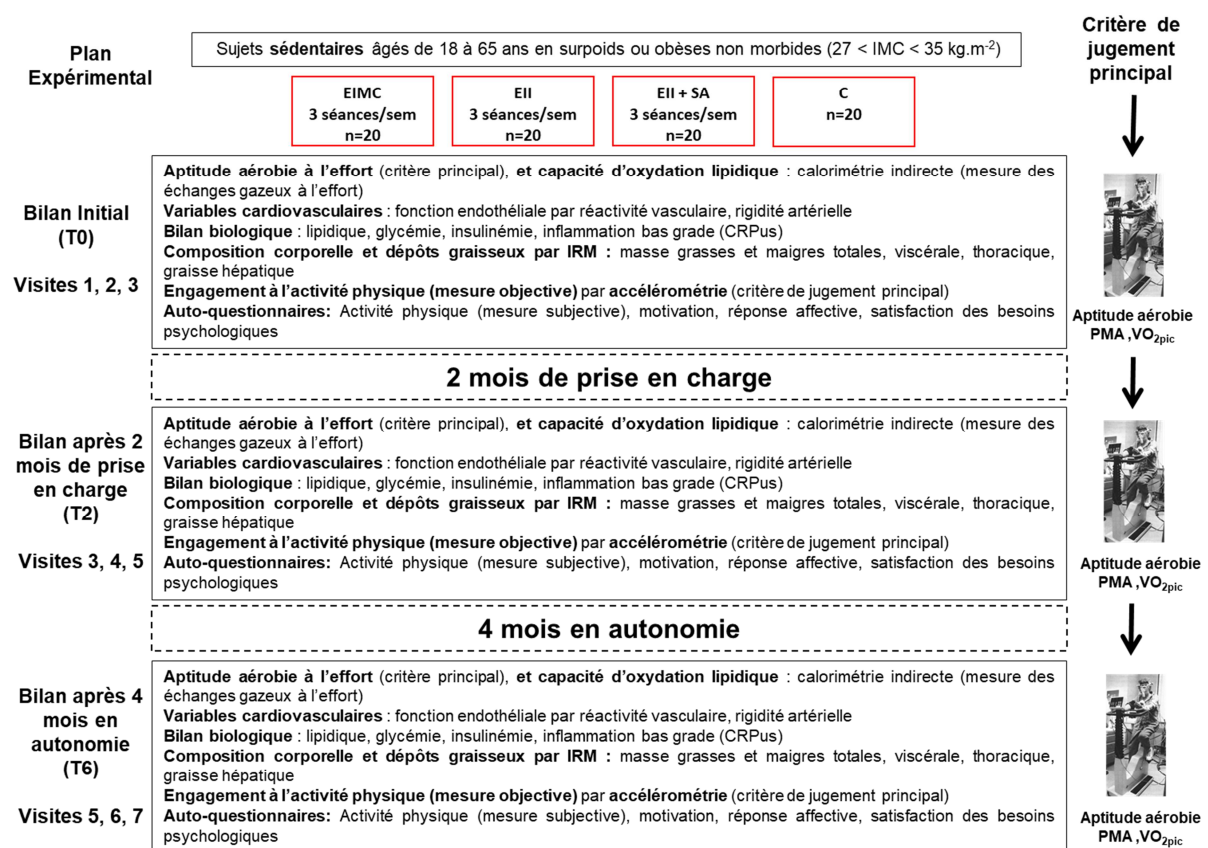 Plan
Expérimental
Sujets sédentaires âgés de 18 à 65 ans en surpoids ou obèses non morbides (27 < IMC < 35 kg.m-2)
Critère de
jugement
principal
EIMC
3 séances/sem
n=20
EII
3 séances/sem
n=20
EII + SA
3 séances/sem
n=20
C
n=20
Bilan Initial
(T0)
Visites 1, 2, 3
Aptitude aérobie à l'effort (critère principal), et capacité d'oxydation lipidique : calorimétrie indirecte (mesure des
échanges gazeux à l'effort)
Variables cardiovasculaires : fonction endothéliale par réactivité vasculaire, rigidité artérielle
Bilan biologique : lipidique, glycémie, insulinémie, inflammation bas grade (CRPus)
Composition corporelle et dépôts graisseux par IRM : masse grasses et maigres totales, viscérale, thoracique,
graisse hépatique
Engagement à l'activité physique (mesure objective) par accélérométrie (critère de jugement principal)
Auto-questionnaires: Activité physique (mesure subjective), motivation, réponse affective, satisfaction des besoins
psychologiques
Aptitude aérobie
PMA ,VO2pic
2 mois de prise en charge
Bilan après 2
mois de prise
en charge
(T2)
Visites 3, 4, 5
Aptitude aérobie à l'effort (critère principal), et capacité d'oxydation lipidique : calorimétrie indirecte (mesure des
échanges gazeux à l'effort)
Variables cardiovasculaires : fonction endothéliale par réactivité vasculaire, rigidité artérielle
Bilan biologique : lipidique, glycémie, insulinémie, inflammation bas grade (CRPus)
Composition corporelle et dépôts graisseux par IRM : masse grasses et maigres totales, viscérale, thoracique,
graisse hépatique
Engagement à l'activité physique (mesure objective) par accélérométrie (critère de jugement principal)
Auto-questionnaires: Activité physique (mesure subjective), motivation, réponse affective, satisfaction des besoins
psychologiques
Aptitude aérobie
PMA ,VO2pic
4 mois en autonomie
Bilan après 4
mois en
autonomie
(T6)
Visites 5, 6, 7
Aptitude aérobie à l'effort (critère principal), et capacité d'oxydation lipidique : calorimétrie indirecte (mesure des
échanges gazeux à l'effort)
Variables cardiovasculaires : fonction endothéliale par réactivité vasculaire, rigidité artérielle
Bilan biologique : lipidique, glycémie, insulinémie, inflammation bas grade (CRPus)
Composition corporelle et dépôts graisseux par IRM : masse grasses et maigres totales, viscérale, thoracique,
graisse hépatique
Engagement à l'activité physique (mesure objective) par accélérométrie (critère de jugement principal)
Auto-questionnaires: Activité physique (mesure subjective), motivation, réponse affective, satisfaction des besoins
psychologiques
Aptitude aérobie
PMA ,VO2pic